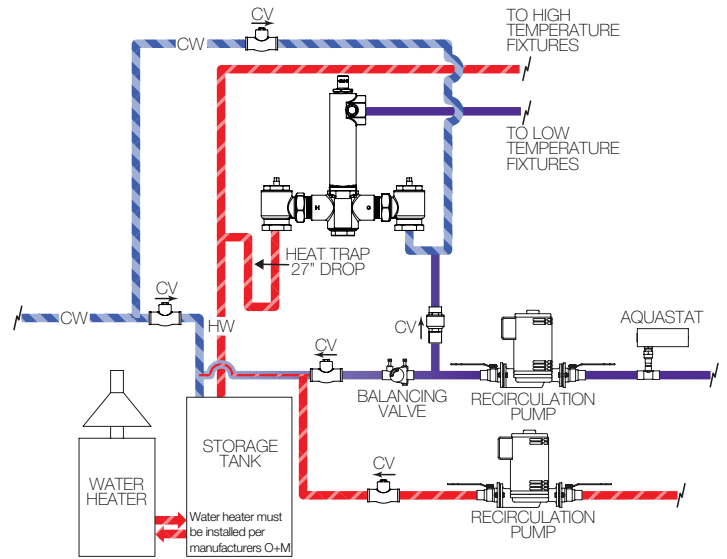 CV
TO HIGH
TEMPERATURE
FIXTURES
CW
TO LOW
TEMPERATURE
FIXTURES
H
C
HEAT TRAP
27" DROP
CV
CW
HW
CV
AQUASTAT
CV
BALANCING
VALVE
RECIRCULATION
PUMP
STORAGE
TANK
CV
WATER
HEATER
Water heater must
be installed per
manufacturers O+M
RECIRCULATION
PUMP